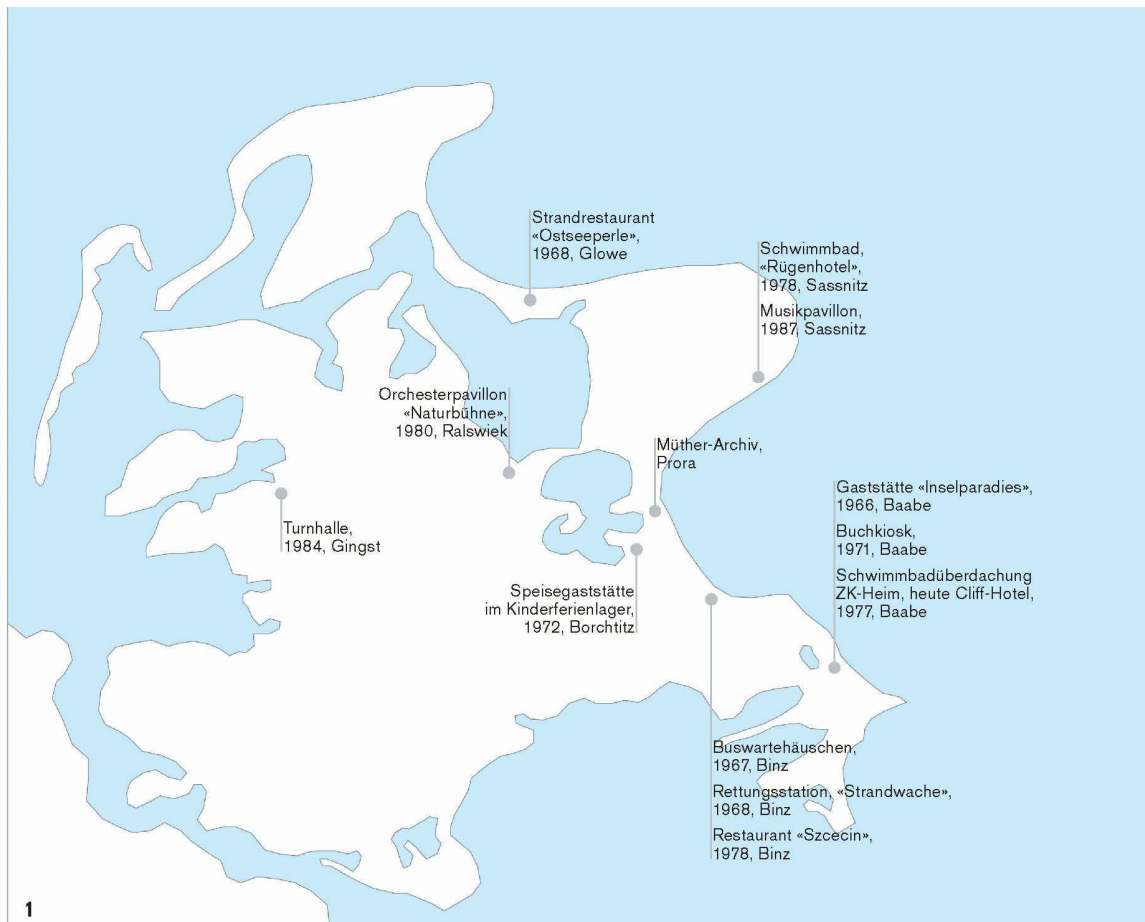 Strandrestaurant
«Ostseeperle»,
1968, Glowe
Schwimmbad,
«Rügenhotel»,
1978, Sassnitz
Musikpavillon,
1987, Sassnitz
Orchesterpavillon
«Naturbühne»,
1980, Ralswiek
Müther-Archiv,
Prora
Gaststätte «Inselparadies»,
1966, Baabe
Buchkiosk,
1971, Baabe
Schwimmbadüberdachung
ZK-Heim, heute Cliff-Hotel,
1977, Baabe
Turnhalle,
1984, Gingst
Speisegaststätte
im Kinderferienlager,
1972, Borchtitz
Buswartehäuschen,
1967, Binz
Rettungsstation, «Strandwache»,
1968, Binz
Restaurant «Szcecin»,
1978, Binz
1